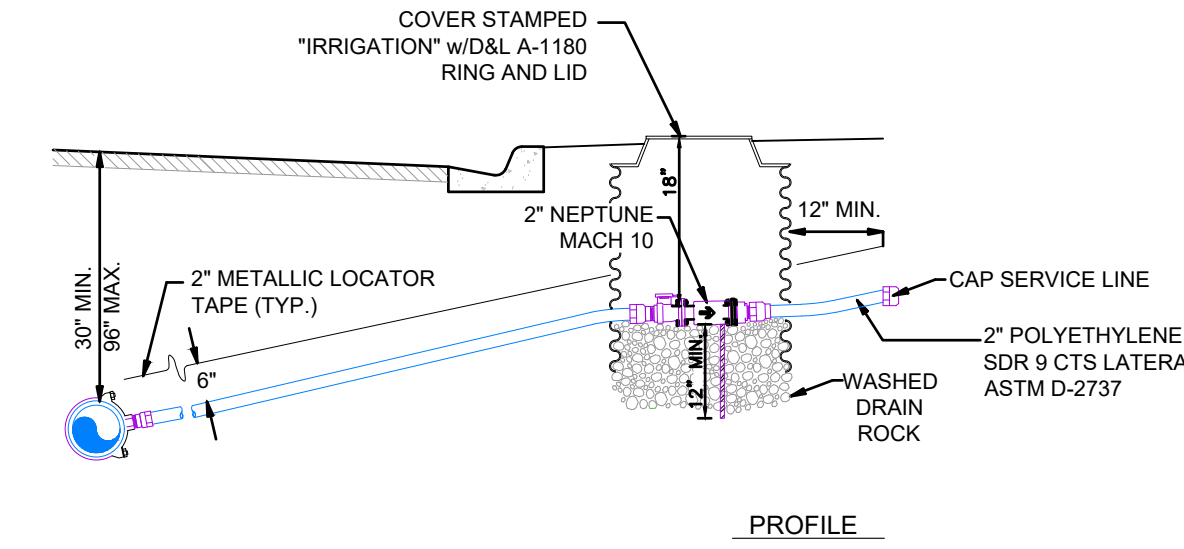 COVER STAMPED
"IRRIGATION" w/D&L A-1180
RING AND LID
18"
2" NEPTUNE
MACH 10
12" MIN.
30" MIN.
96" MAX.
2" METALLIC LOCATOR
TAPE (TYP.)
6"
CAP SERVICE LINE
2" POLYETHYLENE
SDR 9 CTS LATERA
ASTM D-2737
12" MIN.
WASHED
DRAIN
ROCK
PROFILE